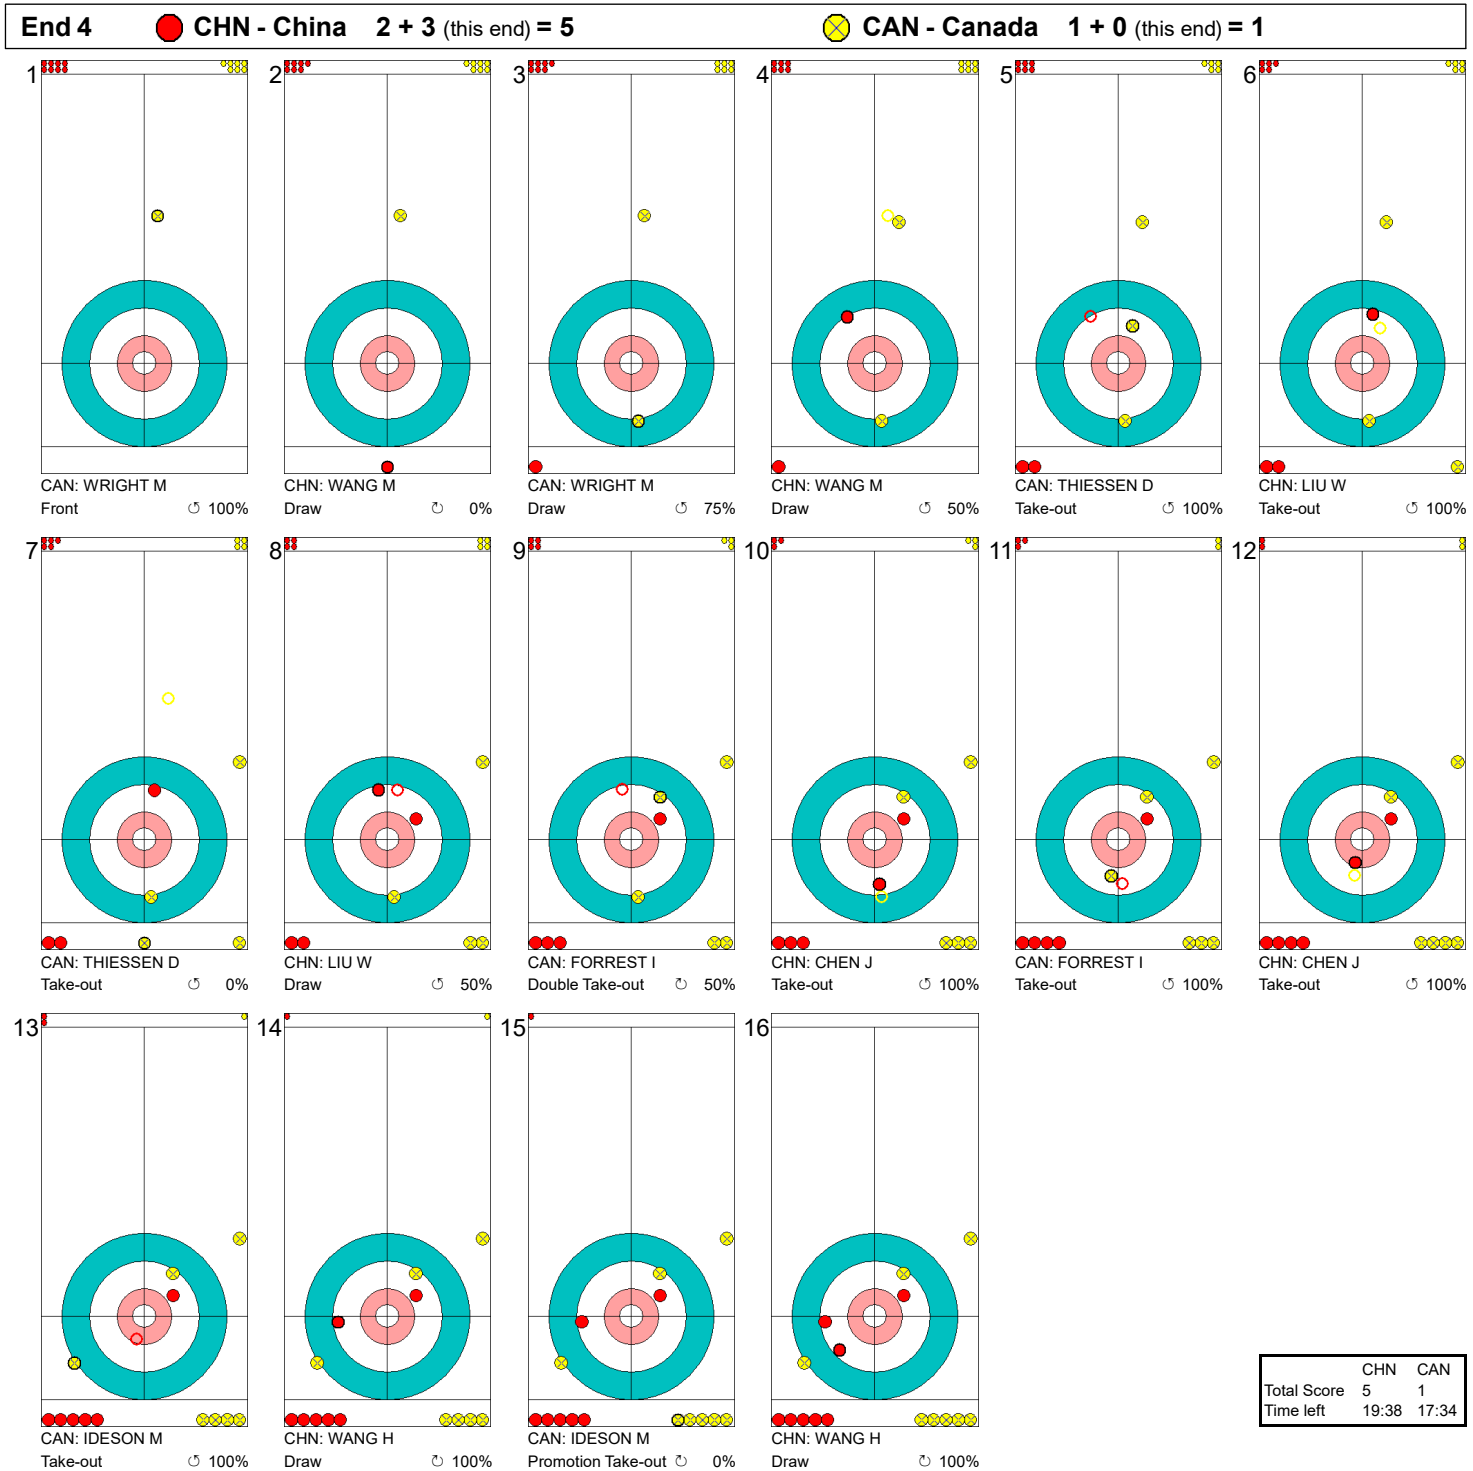 End 4 CHN - China 2 + 3 (this end) = 5 CAN - Canada 1 + 0 (this end) = 1
1 2 3 4 5 6
CAN: WRIGHT M CHN: WANG M CAN: WRIGHT M CHN: WANG M CAN: THIESSEN D CHN: LIU W
Front 100% Draw 0% Draw 75% Draw 50% Take-out 100% Take-out 100%
7 8 9 10 11 12
CAN: THIESSEN D CHN: LIU W CAN: FORREST I CHN: CHEN J CAN: FORREST I CHN: CHEN J
Take-out 0% Draw 50% Double Take-out 50% Take-out 100% Take-out 100% Take-out 100%
13 14 15 16
CAN: IDESON M CHN: WANG H CAN: IDESON M CHN: WANG H
Take-out 100% Draw 100% Promotion Take-out 0% Draw 100%
CHN CAN
Total Score 5 1
Time left 19:38 17:34